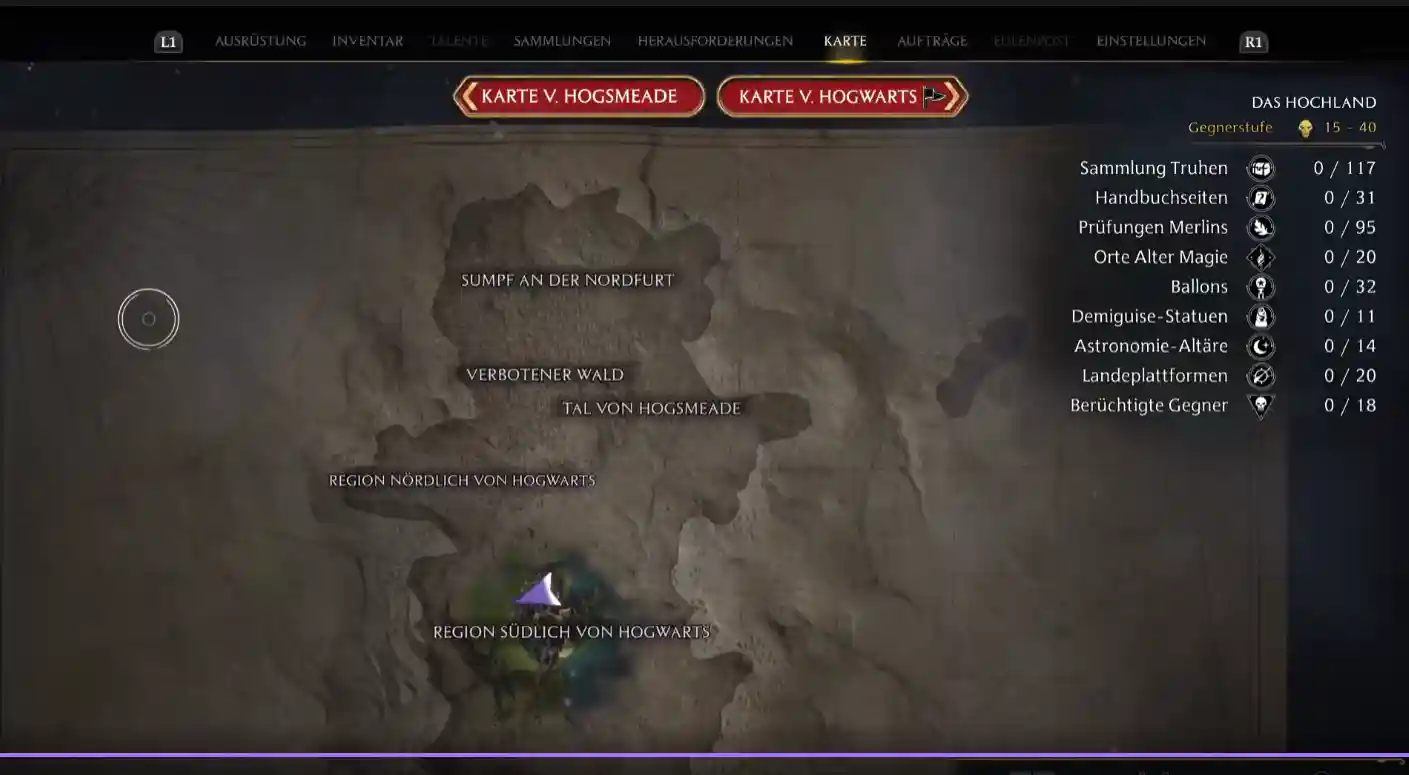 L1 AUSRÜSTUNG INVENTAR TALENTE SAMMLUNGEN HERAUSFORDERUNGEN KARTE AUFTRÄGE EULENPOST EINSTELLUNGEN R1
KARTE V. HOGSMEADE KARTE V. HOGWARTS
DAS HOCHLAND
Gegnerstufe 15 - 40
Sammlung Truhen 0 / 117
Handbuchseiten 0 / 31
Prüfungen Merlins 0 / 95
Orte Alter Magie 0 / 20
Ballons 0 / 32
Demiguise-Statuen 0 / 11
Astronomie-Altäre 0 / 14
Landeplattformen 0 / 20
Berüchtigte Gegner 0 / 18
SUMPF AN DER NORDFURT
VERBOTENER WALD
TAL VON HOGSMEADE
REGION NÖRDLICH VON HOGWARTS
REGION SÜDLICH VON HOGWARTS